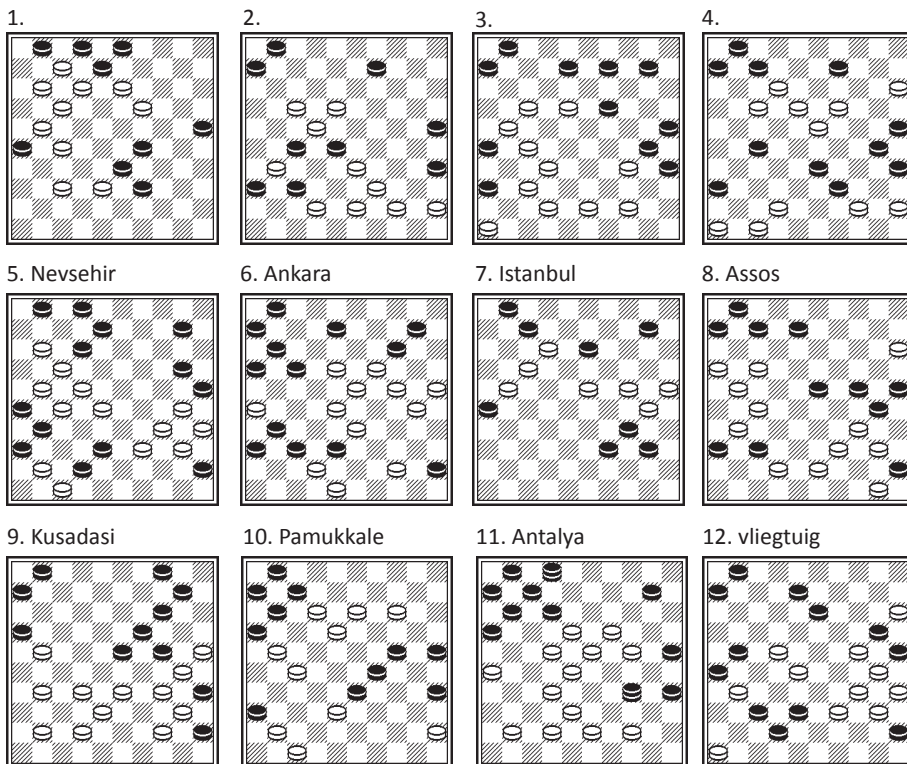 1.
2.
3.
4.
5. Nevsehir
6. Ankara
7. Istanbul
8. Assos
9. Kusadasi
10. Pamukkale
11. Antalya
12. vliegtuig